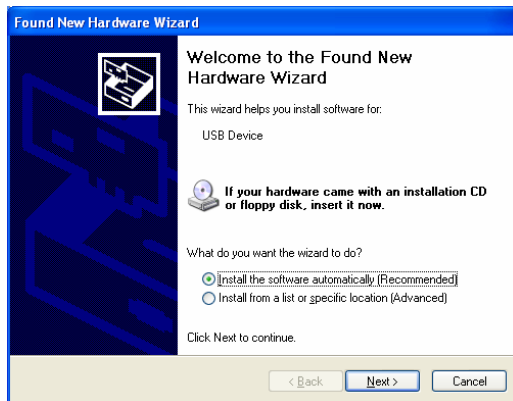 Found New Hardware Wizard
Welcome to the Found New
Hardware Wizard
This wizard helps you install software for:
USB Device
If your hardware came with an installation CD
or floppy disk, insert it now.
What do you want the wizard to do?
Install the software automatically (Recommended)
Install from a list or specific location (Advanced)
Click Next to continue.
< Back
Next >
Cancel